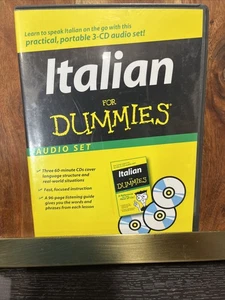 Learn to speak Italian on the go with this
practical, portable 3-CD audio set!
Italian
FOR
DUMMIES®
AUDIO SET
✓ Three 60-minute CDs cover
language structure and
real-world situations
✓ Fast, focused instruction
✓ A 96-page listening guide
gives you the words and
phrases from each lesson
Italian
FOR
DUMMIES